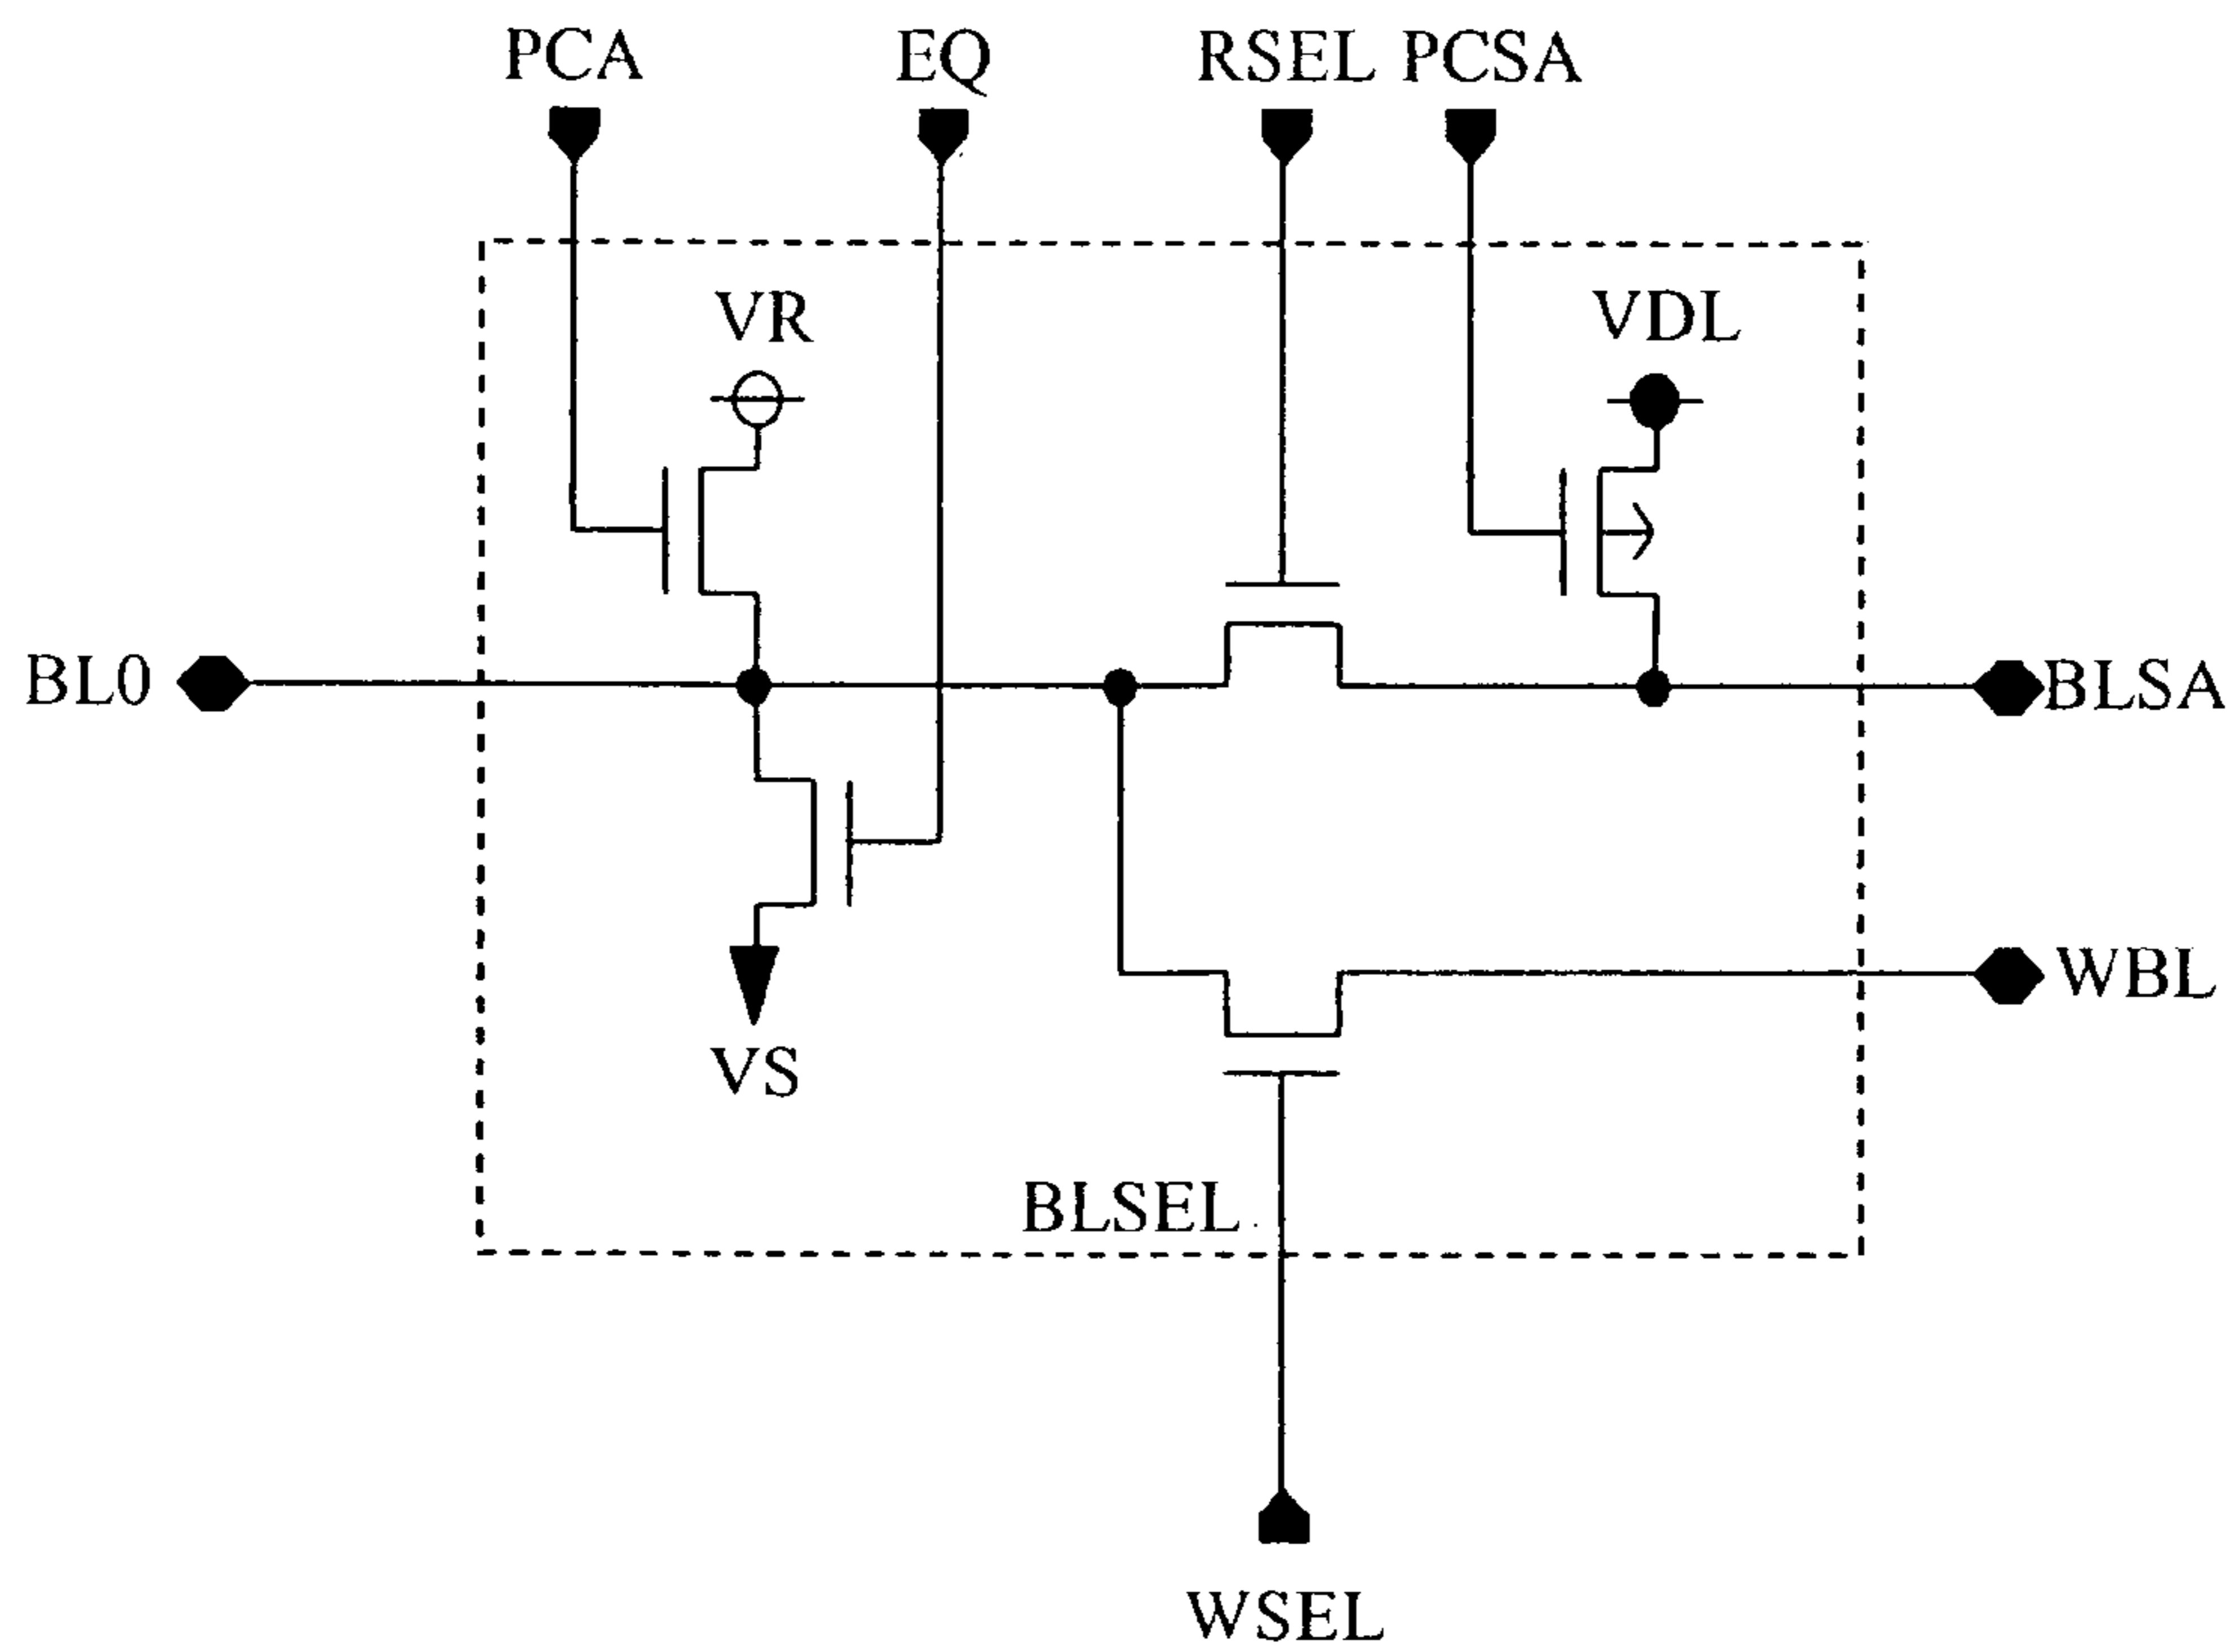 PCA EQ RSEL PCSA
VR VDL
BL0 BLSA
WBL
VS
BLSEL
WSEL